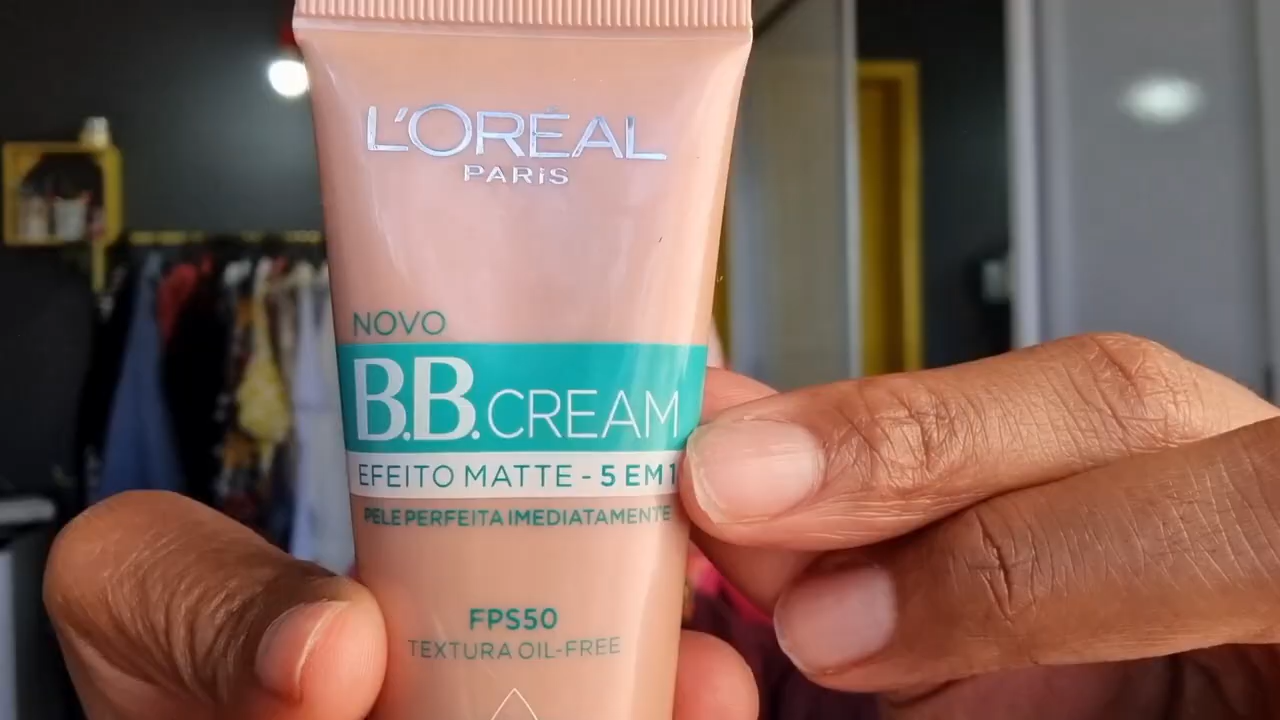 L'ORÉAL
PARIS
NOVO
B.B. CREAM
EFEITO MATTE - 5 EM 1
PELE PERFEITA IMEDIATAMENTE
FPS50
TEXTURA OIL-FREE